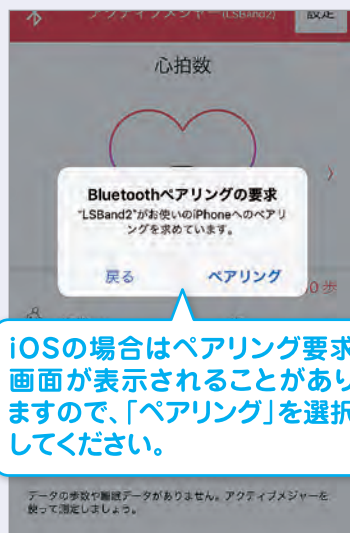 アクティブメジャー(LSBand2)
設定
心拍数
Bluetoothペアリングの要求
"LSBand2"がお使いのiPhoneへのペアリ
ングを求めています。
戻る
ペアリング
0 歩
iOSの場合はペアリング要求
画面が表示されることがあり
ますので、「ペアリング」を選択
してください。
データの歩数や睡眠データがありません。アクティブメジャーを
使って測定しましょう。